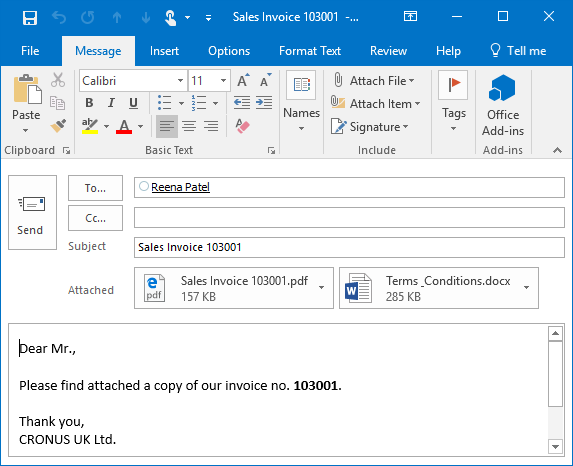 Sales Invoice 103001 -...
File Message Insert Options Format Text Review Help Tell me
Calibri 11
Paste
B I U
Names
Attach File
Attach Item
Signature
Tags
Office
Add-ins
Clipboard Basic Text Include Add-ins
Send
To... Reena Patel
Cc...
Subject Sales Invoice 103001
Attached
pdf Sales Invoice 103001.pdf
157 KB
W Terms _Conditions.docx
285 KB
Dear Mr.,
Please find attached a copy of our invoice no. 103001.
Thank you,
CRONUS UK Ltd.